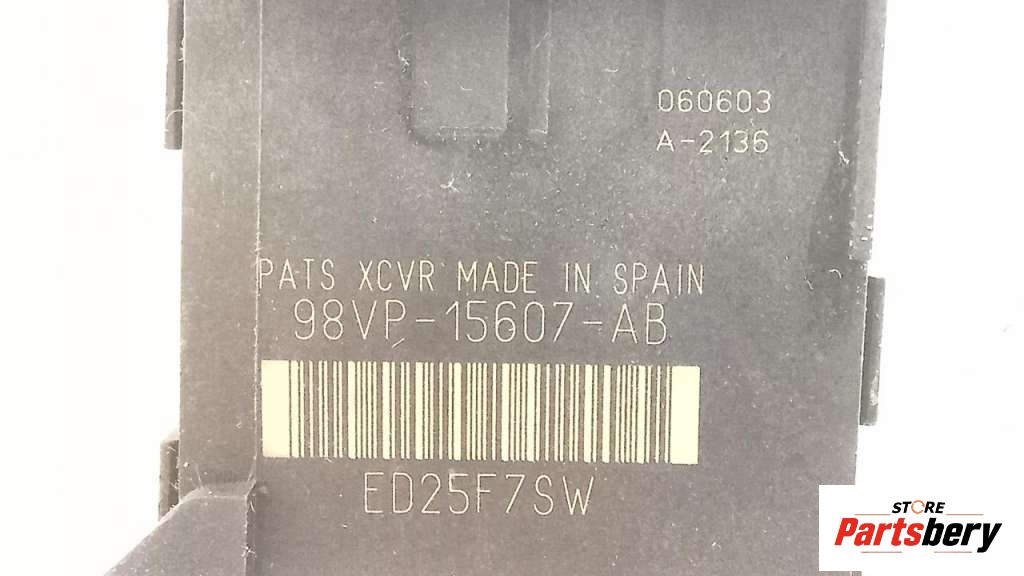 060603
A-2136
PATS XCVR MADE IN SPAIN
98VP-15607-AB
ED25F7SW
STORE
Partsbery